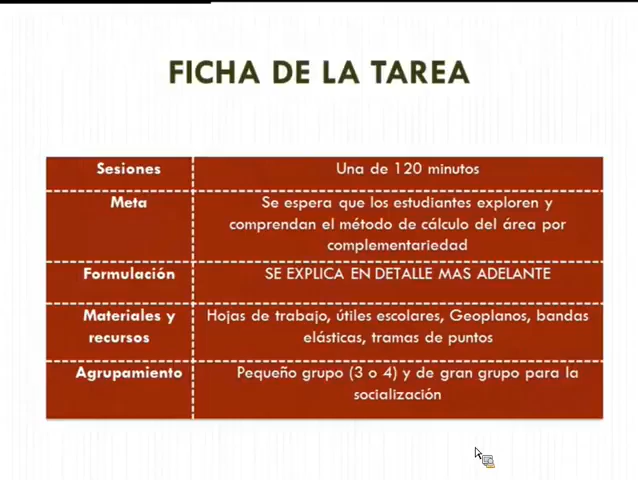 FICHA DE LA TAREA
Sesiones
Una de 120 minutos
Meta
Se espera que los estudiantes exploren y
comprendan el método de cálculo del área por
complementariedad
Formulación
SE EXPLICA EN DETALLE MAS ADELANTE
Materiales y
recursos
Hojas de trabajo, útiles escolares, Geoplanos, bandas
elásticas, tramas de puntos
Agrupamiento
Pequeño grupo (3 o 4) y de gran grupo para la
socialización